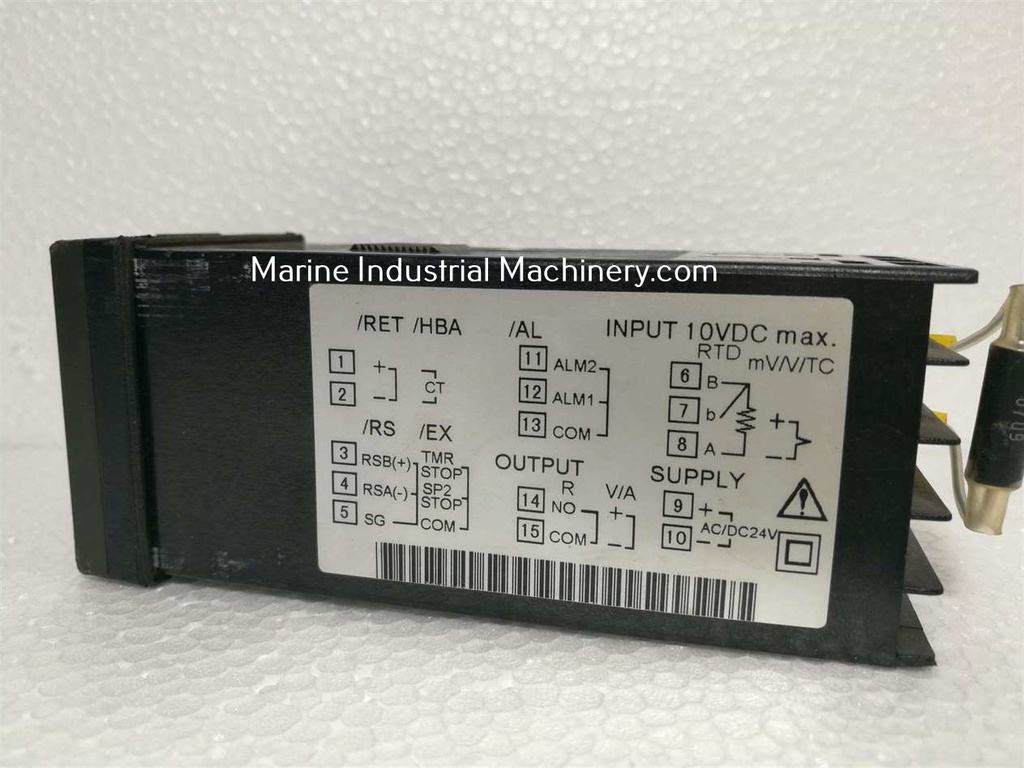 Marine Industrial Machinery.com
/RET /HBA /AL INPUT 10VDC max.
RTD mV/V/TC
1 + CT 11 ALM2 6 B
2 - 12 ALM1 7 b +
13 COM 8 A -
/RS /EX
3 RSB(+) TMR STOP
4 RSA(-) SP2 STOP
5 SG COM
OUTPUT
R V/A
14 NO +
15 COM -
SUPPLY
9 + AC/DC24V
10 -